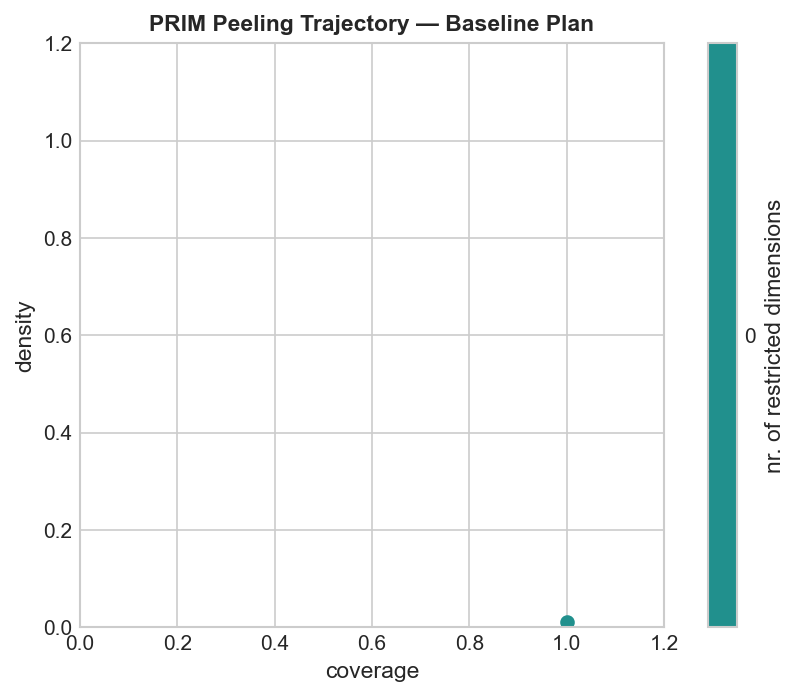 PRIM Peeling Trajectory — Baseline Plan
1.2
1.0
0.8
0.6
0.4
0.2
0.0
density
0.0 0.2 0.4 0.6 0.8 1.0 1.2
coverage
0
nr. of restricted dimensions